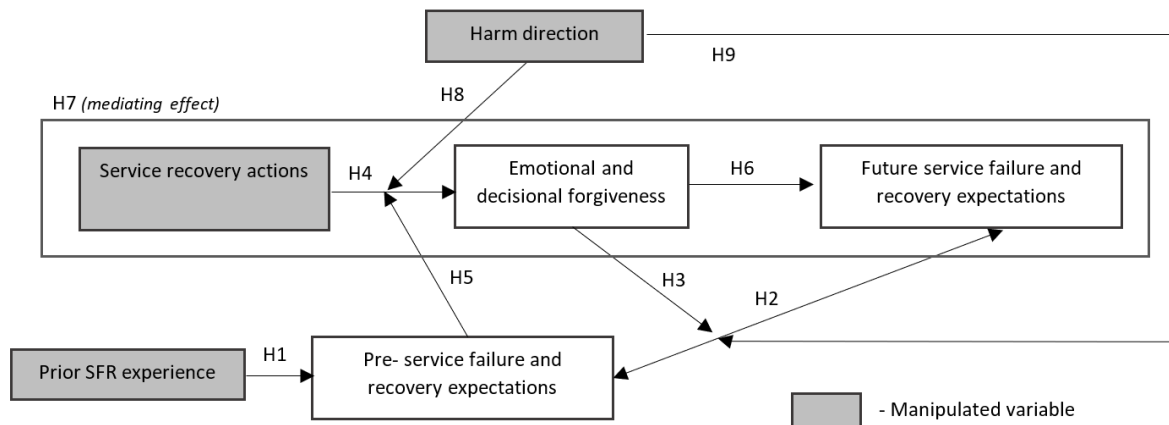 Harm direction
H9
H8
H7 (mediating effect)
Service recovery actions
H4
Emotional and
decisional forgiveness
H6
Future service failure and
recovery expectations
H5
H3
H2
Prior SFR experience
H1
Pre- service failure and
recovery expectations
- Manipulated variable